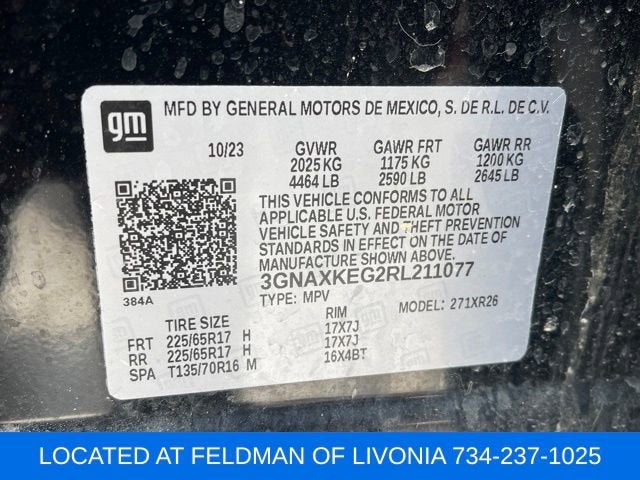 gm
MFD BY GENERAL MOTORS DE MEXICO, S. DE R.L. DE C.V.
10/23 GVWR GAWR FRT GAWR RR
2025 KG 1175 KG 1200 KG
4464 LB 2590 LB 2645 LB
THIS VEHICLE CONFORMS TO ALL
APPLICABLE U.S. FEDERAL MOTOR
VEHICLE SAFETY AND THEFT PREVENTION
STANDARDS IN EFFECT ON THE DATE OF
MANUFACTURE SHOWN ABOVE.
3GNAXKEG2RL211077
384A
TYPE: MPV MODEL: 271XR26
TIRE SIZE RIM
FRT 225/65R17 H 17X7J
RR 225/65R17 H 17X7J
SPA T135/70R16 M 16X4BT
LOCATED AT FELDMAN OF LIVONIA 734-237-1025